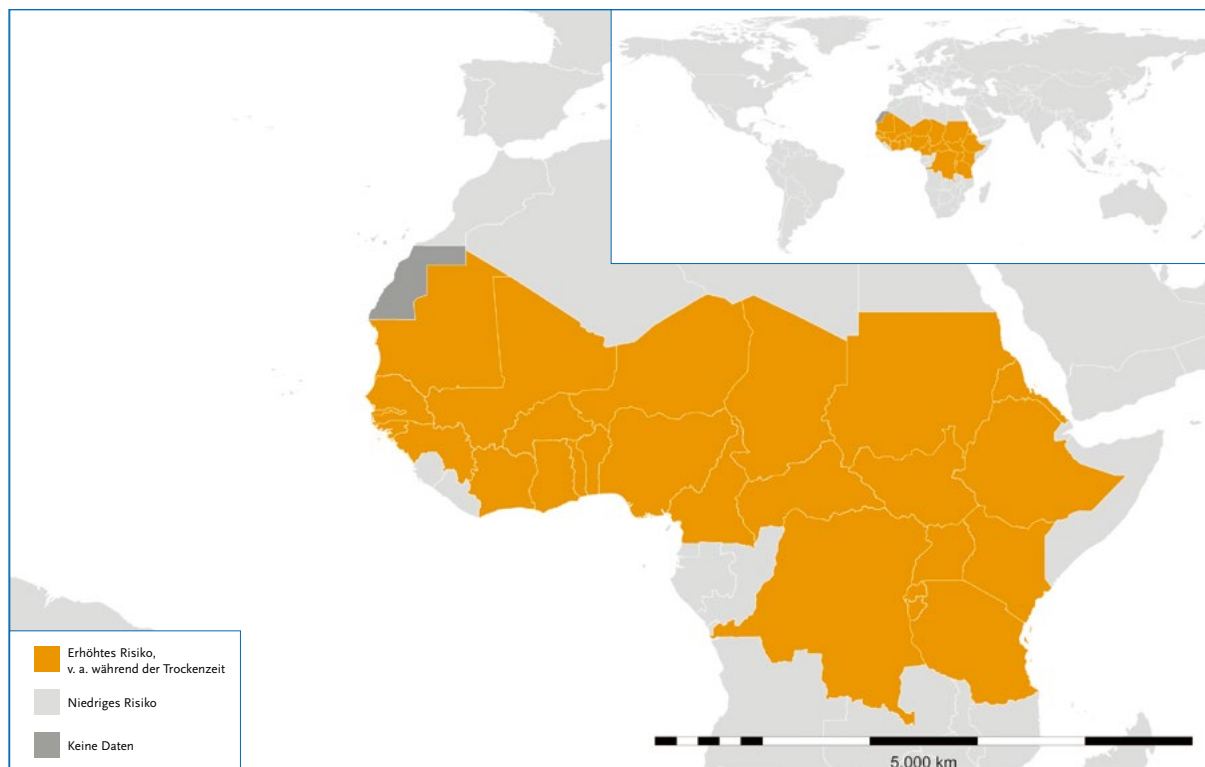 Erhöhtes Risiko,
v. a. während der Trockenzeit
Niedriges Risiko
Keine Daten
5.000 km